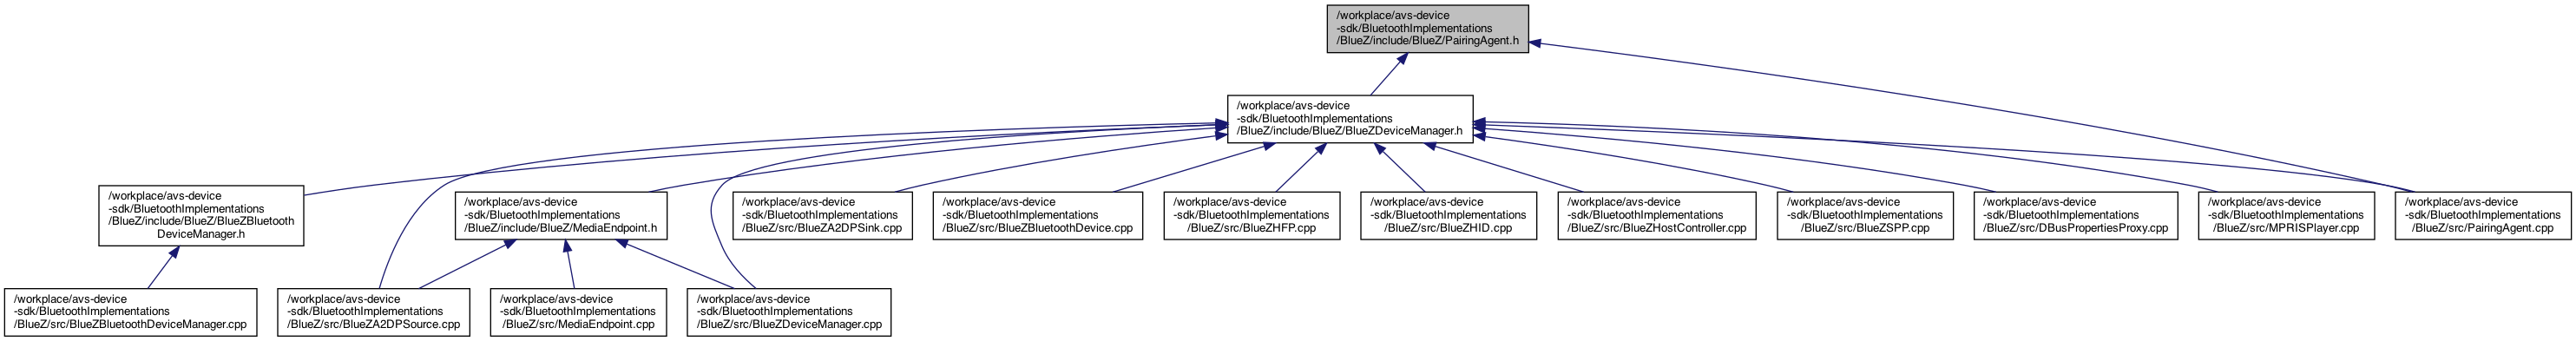 /workplace/avs-device
-sdk/BluetoothImplementations
/BlueZ/include/BlueZ/PairingAgent.h
/workplace/avs-device
-sdk/BluetoothImplementations
/BlueZ/include/BlueZ/BlueZDeviceManager.h
/workplace/avs-device
-sdk/BluetoothImplementations
/BlueZ/include/BlueZ/BlueZBluetooth
DeviceManager.h
/workplace/avs-device
-sdk/BluetoothImplementations
/BlueZ/include/BlueZ/MediaEndpoint.h
/workplace/avs-device
-sdk/BluetoothImplementations
/BlueZ/src/BlueZA2DPSink.cpp
/workplace/avs-device
-sdk/BluetoothImplementations
/BlueZ/src/BlueZBluetoothDevice.cpp
/workplace/avs-device
-sdk/BluetoothImplementations
/BlueZ/src/BlueZHFP.cpp
/workplace/avs-device
-sdk/BluetoothImplementations
/BlueZ/src/BlueZHID.cpp
/workplace/avs-device
-sdk/BluetoothImplementations
/BlueZ/src/BlueZHostController.cpp
/workplace/avs-device
-sdk/BluetoothImplementations
/BlueZ/src/BlueZSPP.cpp
/workplace/avs-device
-sdk/BluetoothImplementations
/BlueZ/src/DBusPropertiesProxy.cpp
/workplace/avs-device
-sdk/BluetoothImplementations
/BlueZ/src/MPRISPlayer.cpp
/workplace/avs-device
-sdk/BluetoothImplementations
/BlueZ/src/PairingAgent.cpp
/workplace/avs-device
-sdk/BluetoothImplementations
/BlueZ/src/BlueZBluetoothDeviceManager.cpp
/workplace/avs-device
-sdk/BluetoothImplementations
/BlueZ/src/BlueZA2DPSource.cpp
/workplace/avs-device
-sdk/BluetoothImplementations
/BlueZ/src/MediaEndpoint.cpp
/workplace/avs-device
-sdk/BluetoothImplementations
/BlueZ/src/BlueZDeviceManager.cpp